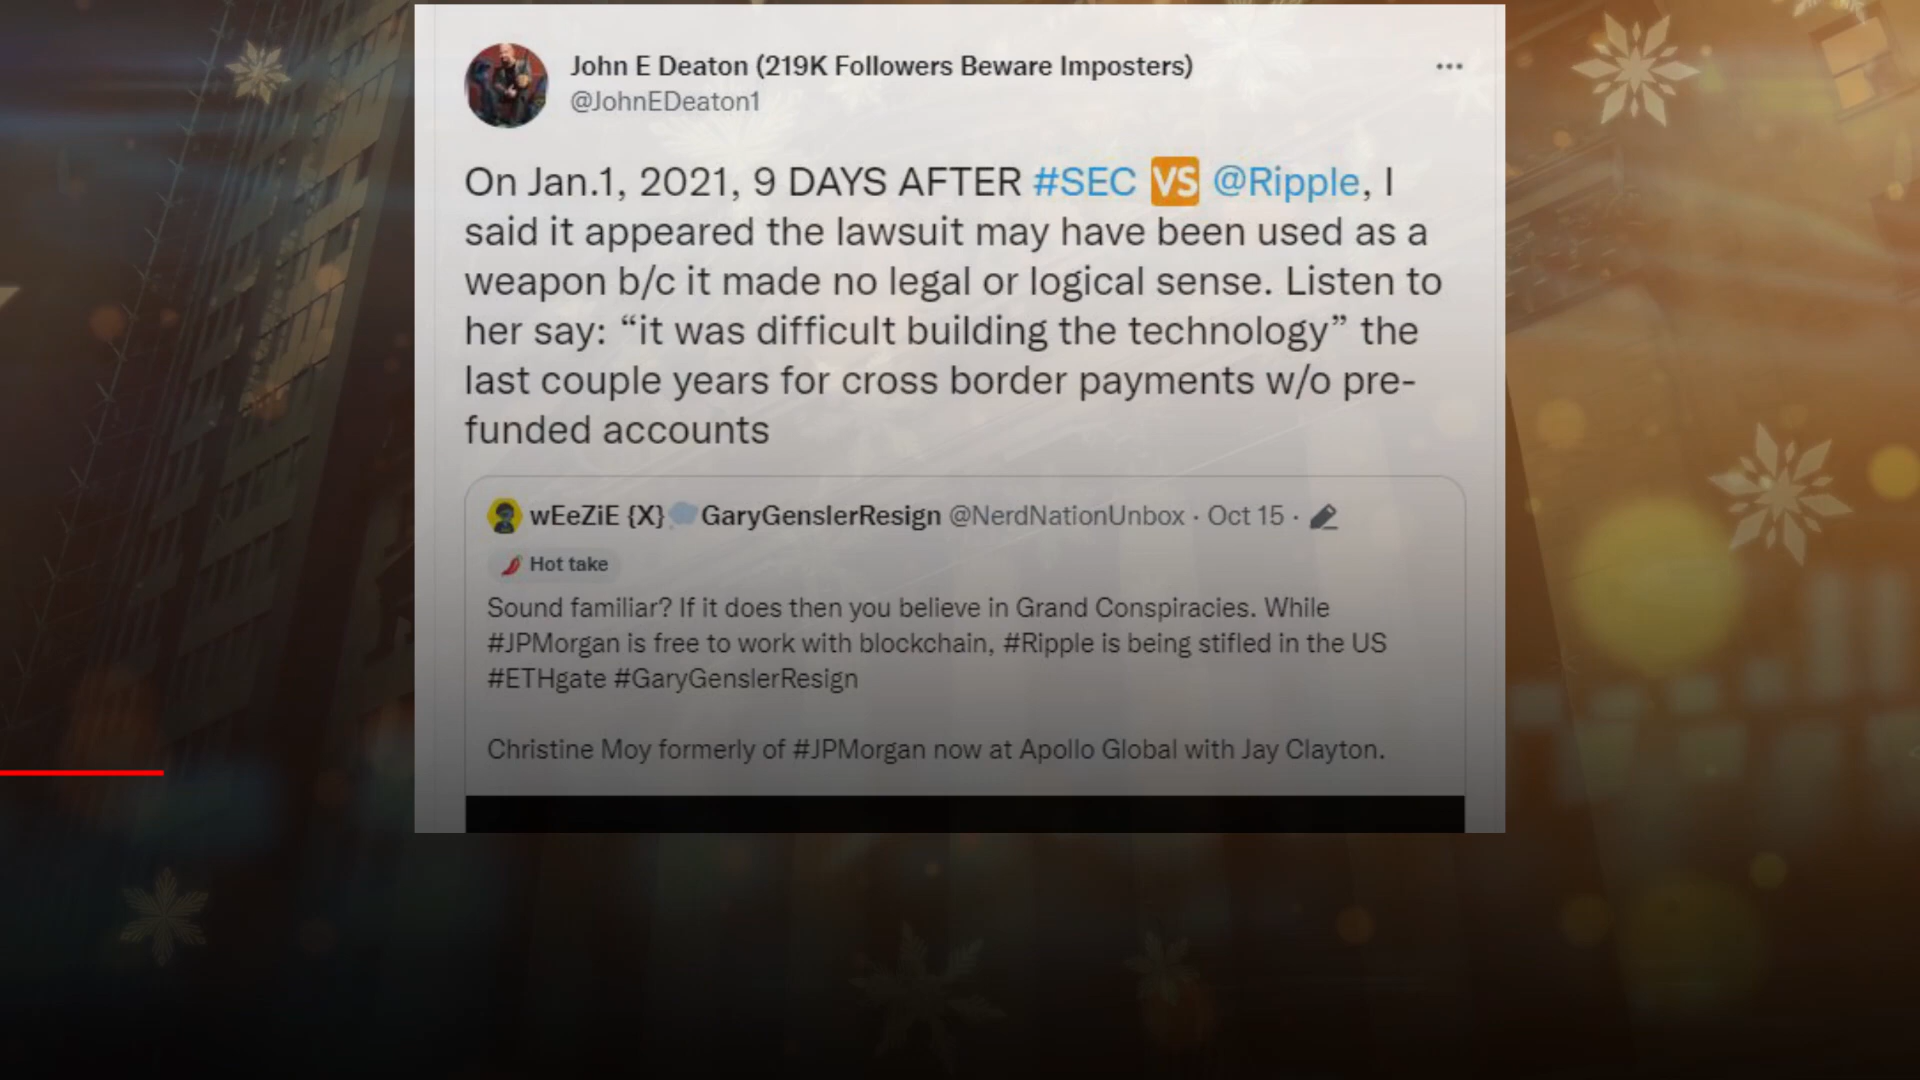 John E Deaton (219K Followers Beware Imposters)
@JohnEDeaton1
On Jan.1, 2021, 9 DAYS AFTER #SEC 🆚 @Ripple, I
said it appeared the lawsuit may have been used as a
weapon b/c it made no legal or logical sense. Listen to
her say: “it was difficult building the technology” the
last couple years for cross border payments w/o pre-
funded accounts
wEeZiE {X} GaryGenslerResign @NerdNationUnbox · Oct 15 ·
Hot take
Sound familiar? If it does then you believe in Grand Conspiracies. While
#JPMorgan is free to work with blockchain, #Ripple is being stifled in the US
#ETHgate #GaryGenslerResign
Christine Moy formerly of #JPMorgan now at Apollo Global with Jay Clayton.